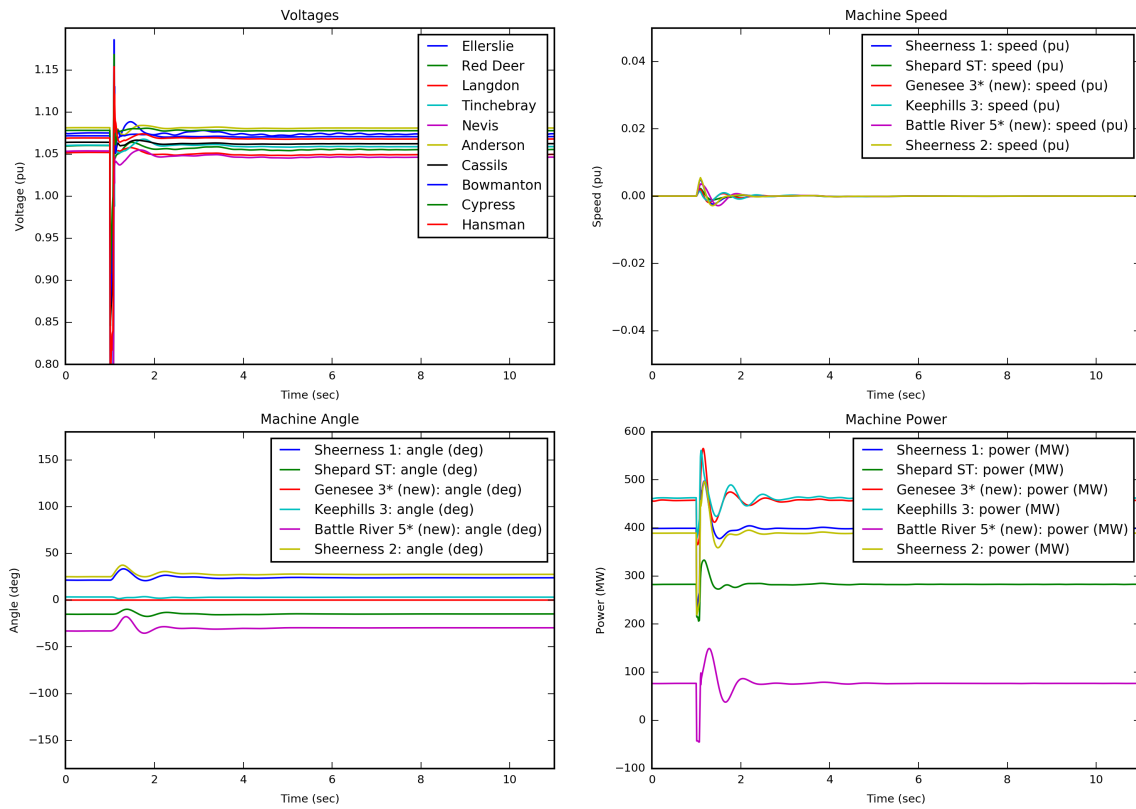 Voltages
Voltage (pu)
1.15
1.10
1.05
1.00
0.95
0.90
0.85
0.80
0 2 4 6 8 10
Time (sec)
Ellerslie
Red Deer
Langdon
Tinchebray
Nevis
Anderson
Cassils
Bowmanton
Cypress
Hansman
Machine Speed
Speed (pu)
0.04
0.02
0.00
−0.02
−0.04
0 2 4 6 8 10
Time (sec)
Sheerness 1: speed (pu)
Shepard ST: speed (pu)
Genesee 3* (new): speed (pu)
Keephills 3: speed (pu)
Battle River 5* (new): speed (pu)
Sheerness 2: speed (pu)
Machine Angle
Angle (deg)
150
100
50
0
−50
−100
−150
0 2 4 6 8 10
Time (sec)
Sheerness 1: angle (deg)
Shepard ST: angle (deg)
Genesee 3* (new): angle (deg)
Keephills 3: angle (deg)
Battle River 5* (new): angle (deg)
Sheerness 2: angle (deg)
Machine Power
Power (MW)
600
500
400
300
200
100
0
−100
0 2 4 6 8 10
Time (sec)
Sheerness 1: power (MW)
Shepard ST: power (MW)
Genesee 3* (new): power (MW)
Keephills 3: power (MW)
Battle River 5* (new): power (MW)
Sheerness 2: power (MW)